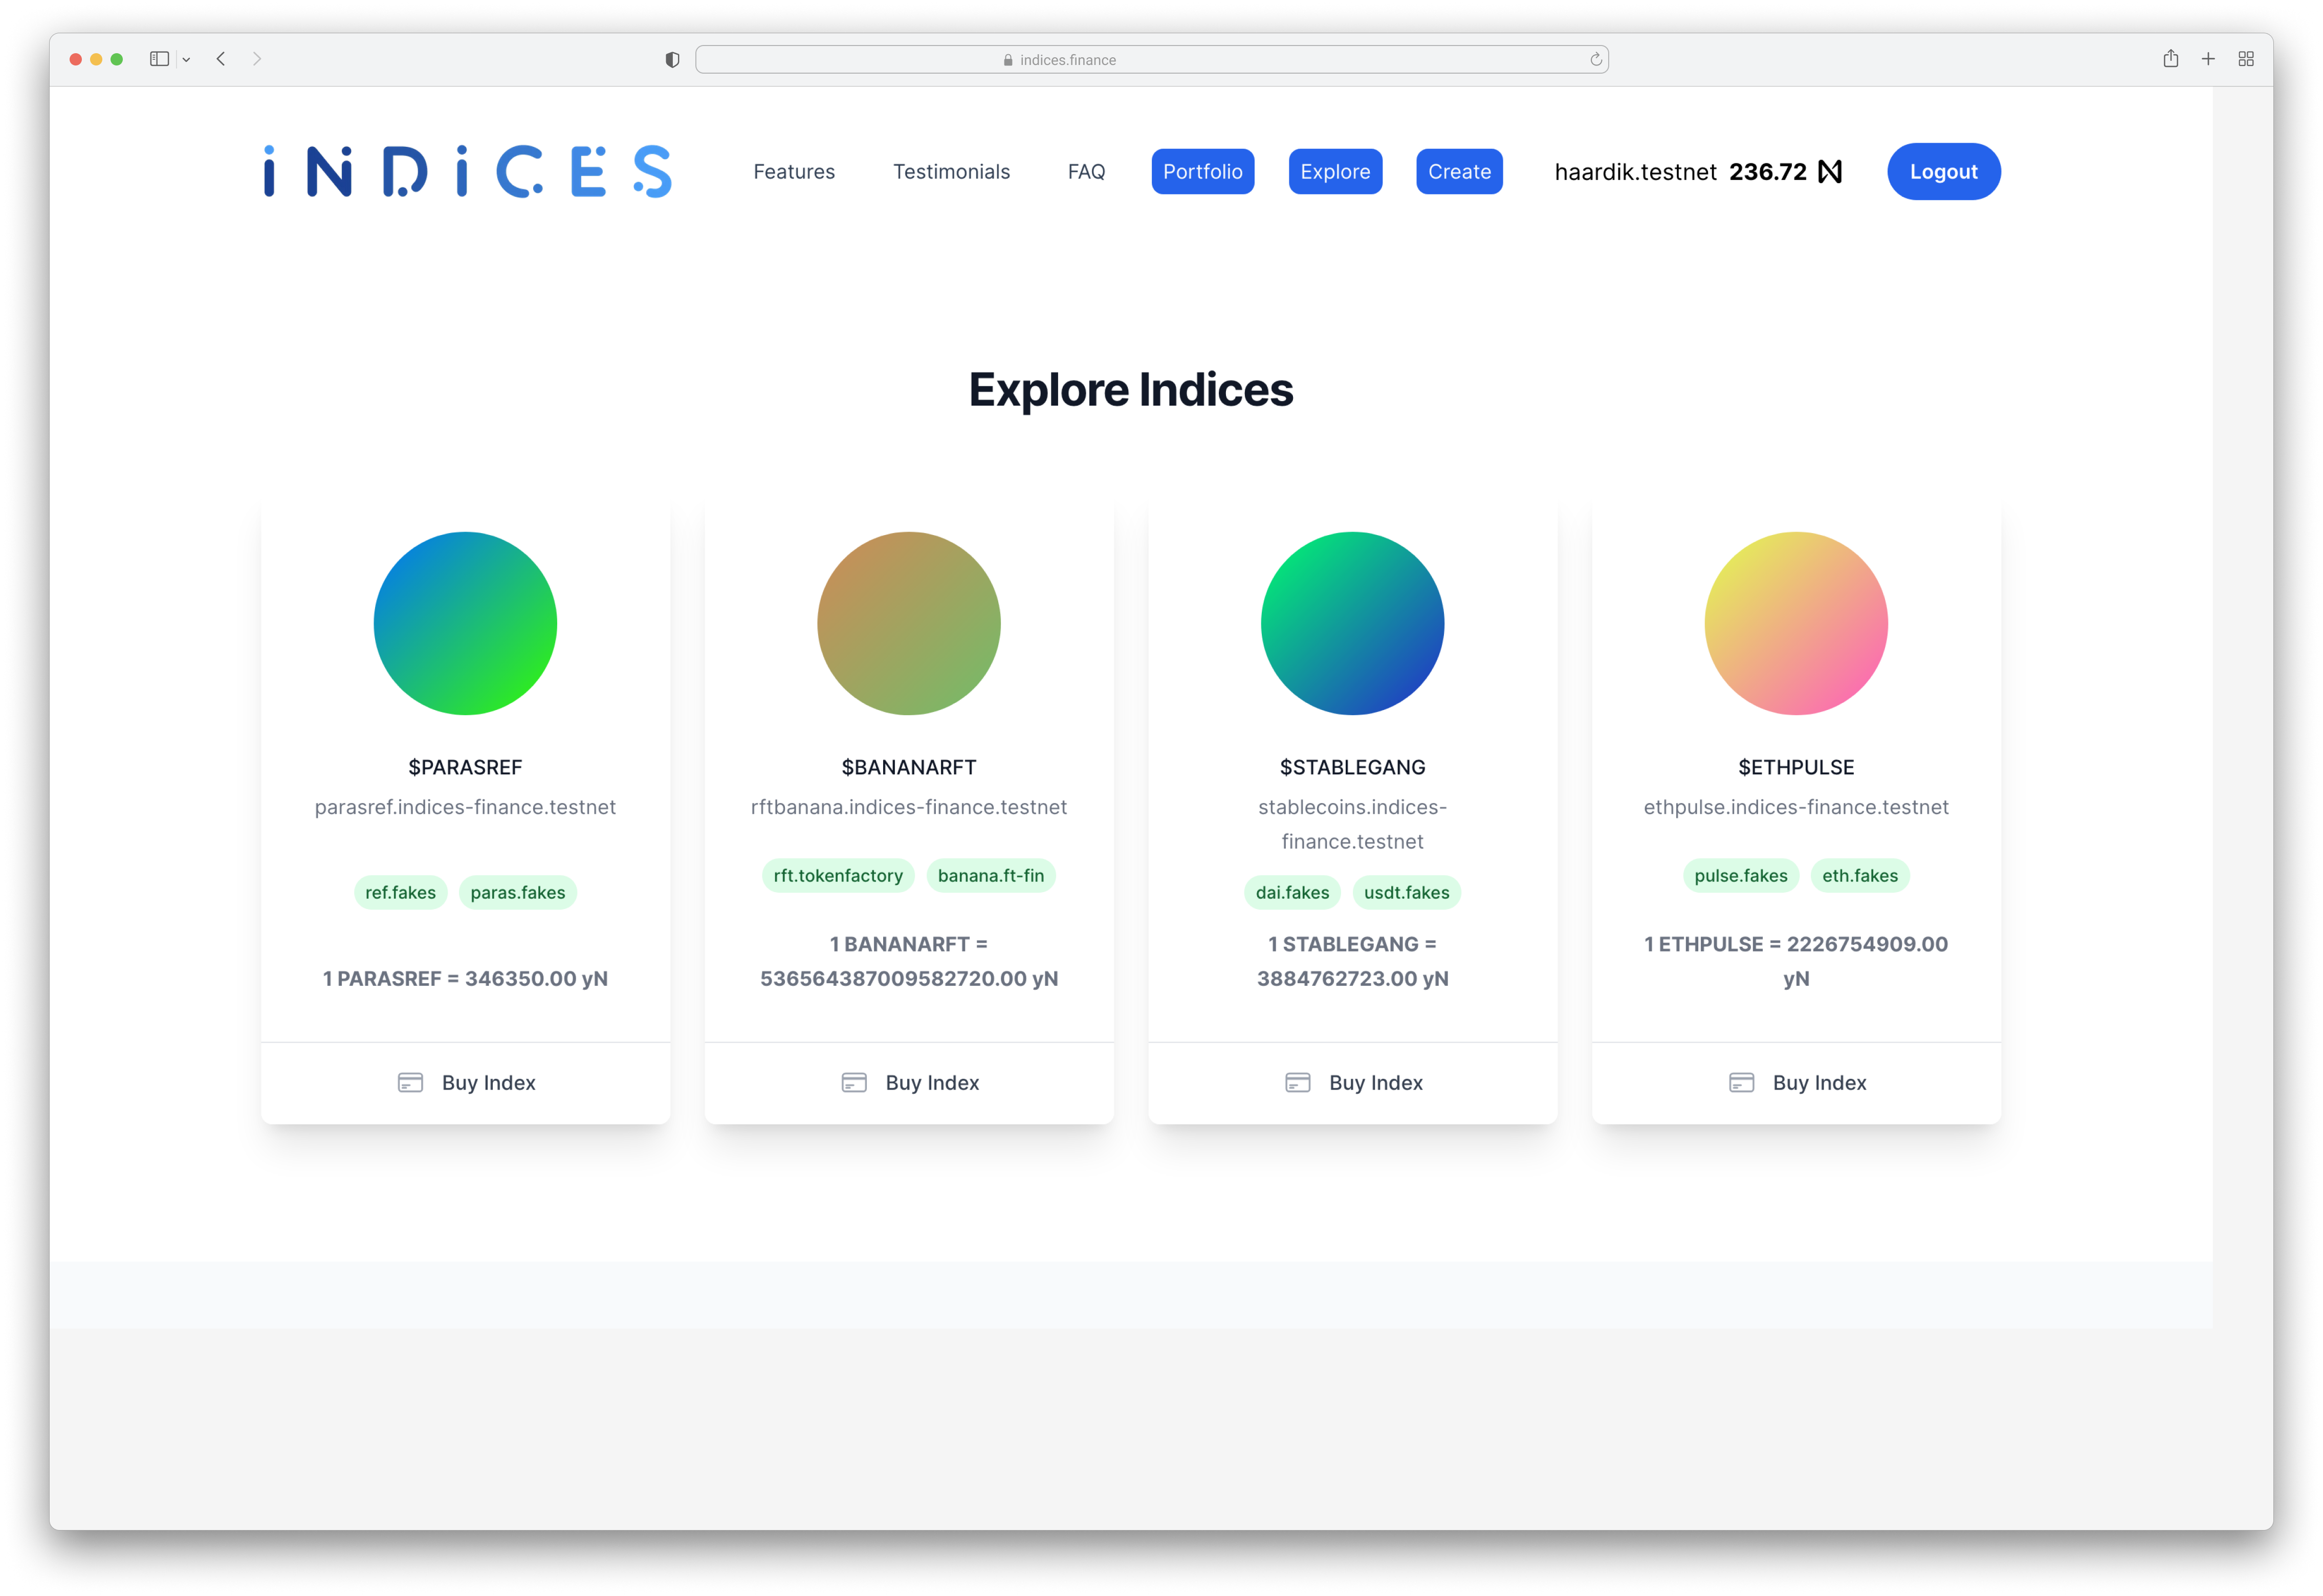 indices.finance
iNDiCES
Features Testimonials FAQ Portfolio Explore Create haardik.testnet 236.72 Logout
Explore Indices
$PARASREF
parasref.indices-finance.testnet
ref.fakes paras.fakes
1 PARASREF = 346350.00 yN
Buy Index
$BANANARFT
rftbanana.indices-finance.testnet
rft.tokenfactory banana.ft-fin
1 BANANARFT =
536564387009582720.00 yN
Buy Index
$STABLEGANG
stablecoins.indices-
finance.testnet
dai.fakes usdt.fakes
1 STABLEGANG =
3884762723.00 yN
Buy Index
$ETHPULSE
ethpulse.indices-finance.testnet
pulse.fakes eth.fakes
1 ETHPULSE = 2226754909.00
yN
Buy Index